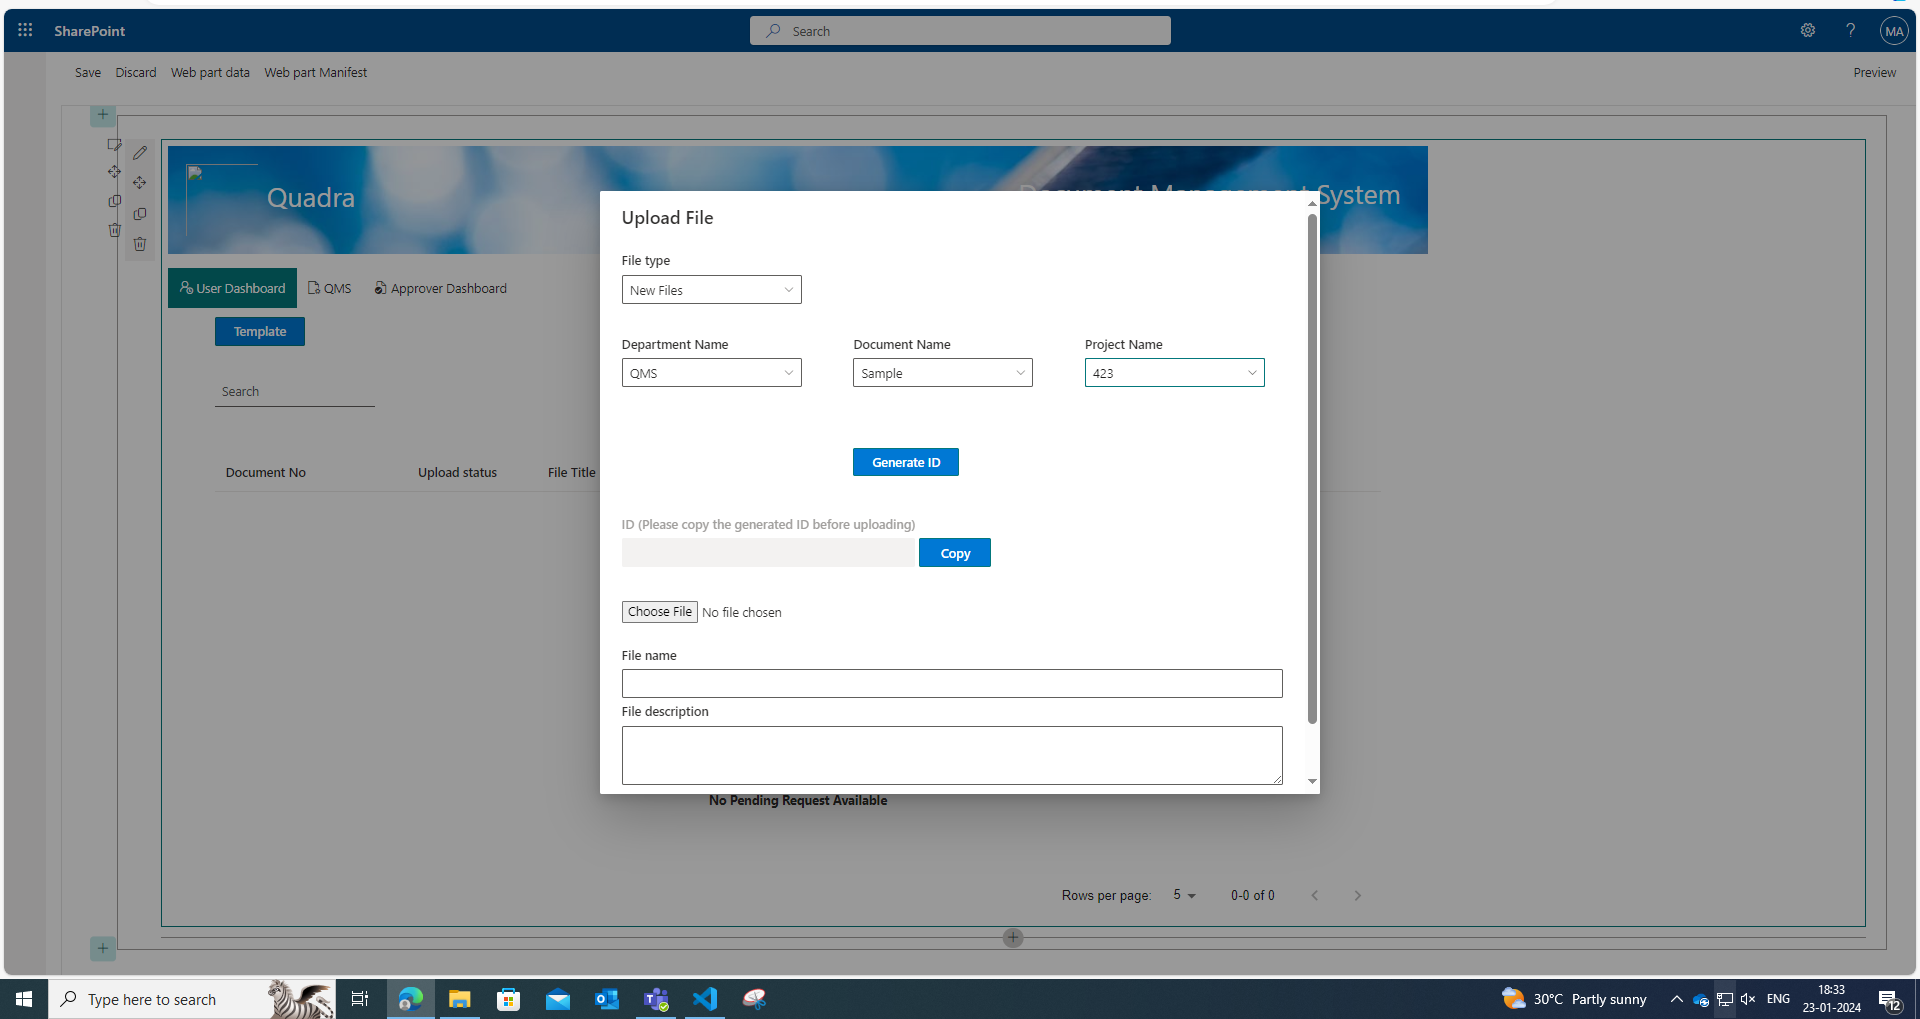 SharePoint
Search
?
MA
Save Discard Web part data Web part Manifest
Preview
Quadra
Document Management System
Upload File
File type
New Files
User Dashboard QMS Approver Dashboard
Template
Department Name Document Name Project Name
QMS Sample 423
Search
Generate ID
Document No Upload status File Title
ID (Please copy the generated ID before uploading)
Copy
Choose File No file chosen
File name
File description
No Pending Request Available
Rows per page: 5 0-0 of 0
Type here to search
30°C Partly sunny
ENG
18:33
23-01-2024
12